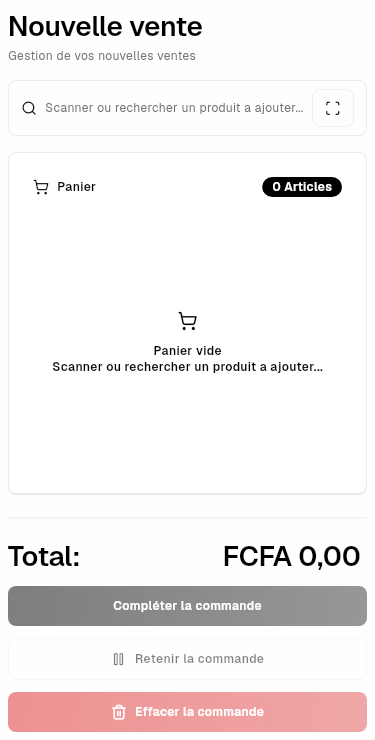 Nouvelle vente
Gestion de vos nouvelles ventes
Scanner ou rechercher un produit a ajouter...
Panier
0 Articles
Panier vide
Scanner ou rechercher un produit a ajouter...
Total:
FCFA 0,00
Compléter la commande
Retenir la commande
Effacer la commande